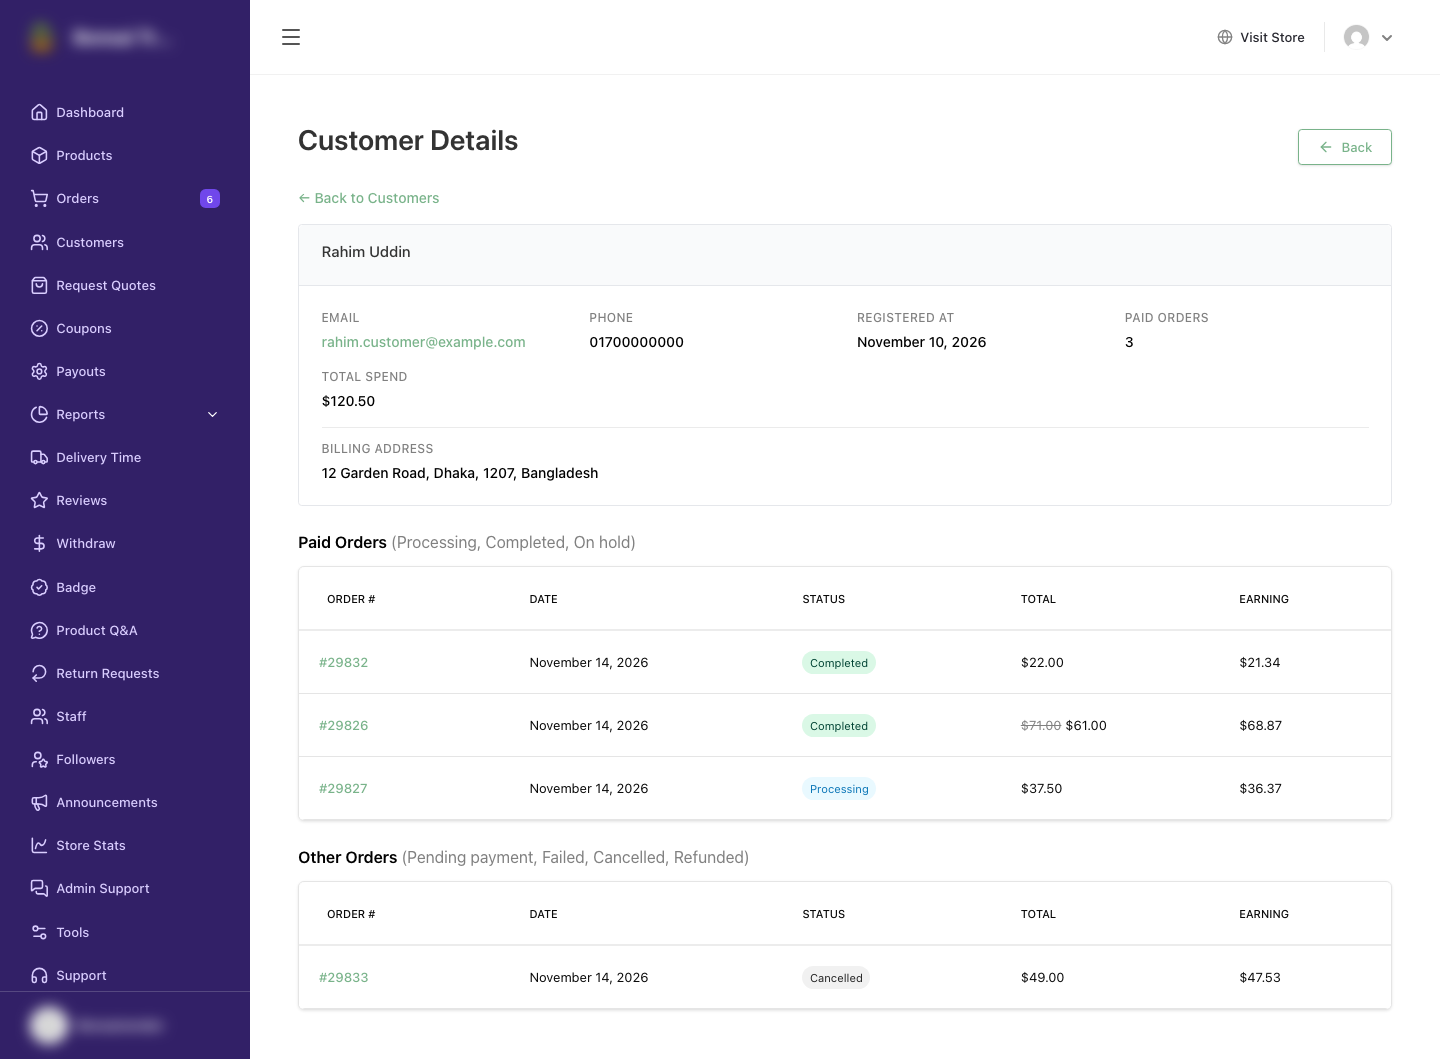 Visit Store
Dashboard
Products
Orders 6
Customers
Request Quotes
Coupons
Payouts
Reports
Delivery Time
Reviews
Withdraw
Badge
Product Q&A
Return Requests
Staff
Followers
Announcements
Store Stats
Admin Support
Tools
Support
Customer Details
← Back
← Back to Customers
Rahim Uddin
EMAIL PHONE REGISTERED AT PAID ORDERS
rahim.customer@example.com 01700000000 November 10, 2026 3
TOTAL SPEND
$120.50
BILLING ADDRESS
12 Garden Road, Dhaka, 1207, Bangladesh
Paid Orders (Processing, Completed, On hold)
ORDER # DATE STATUS TOTAL EARNING
#29832 November 14, 2026 Completed $22.00 $21.34
#29826 November 14, 2026 Completed $71.00 $61.00 $68.87
#29827 November 14, 2026 Processing $37.50 $36.37
Other Orders (Pending payment, Failed, Cancelled, Refunded)
ORDER # DATE STATUS TOTAL EARNING
#29833 November 14, 2026 Cancelled $49.00 $47.53